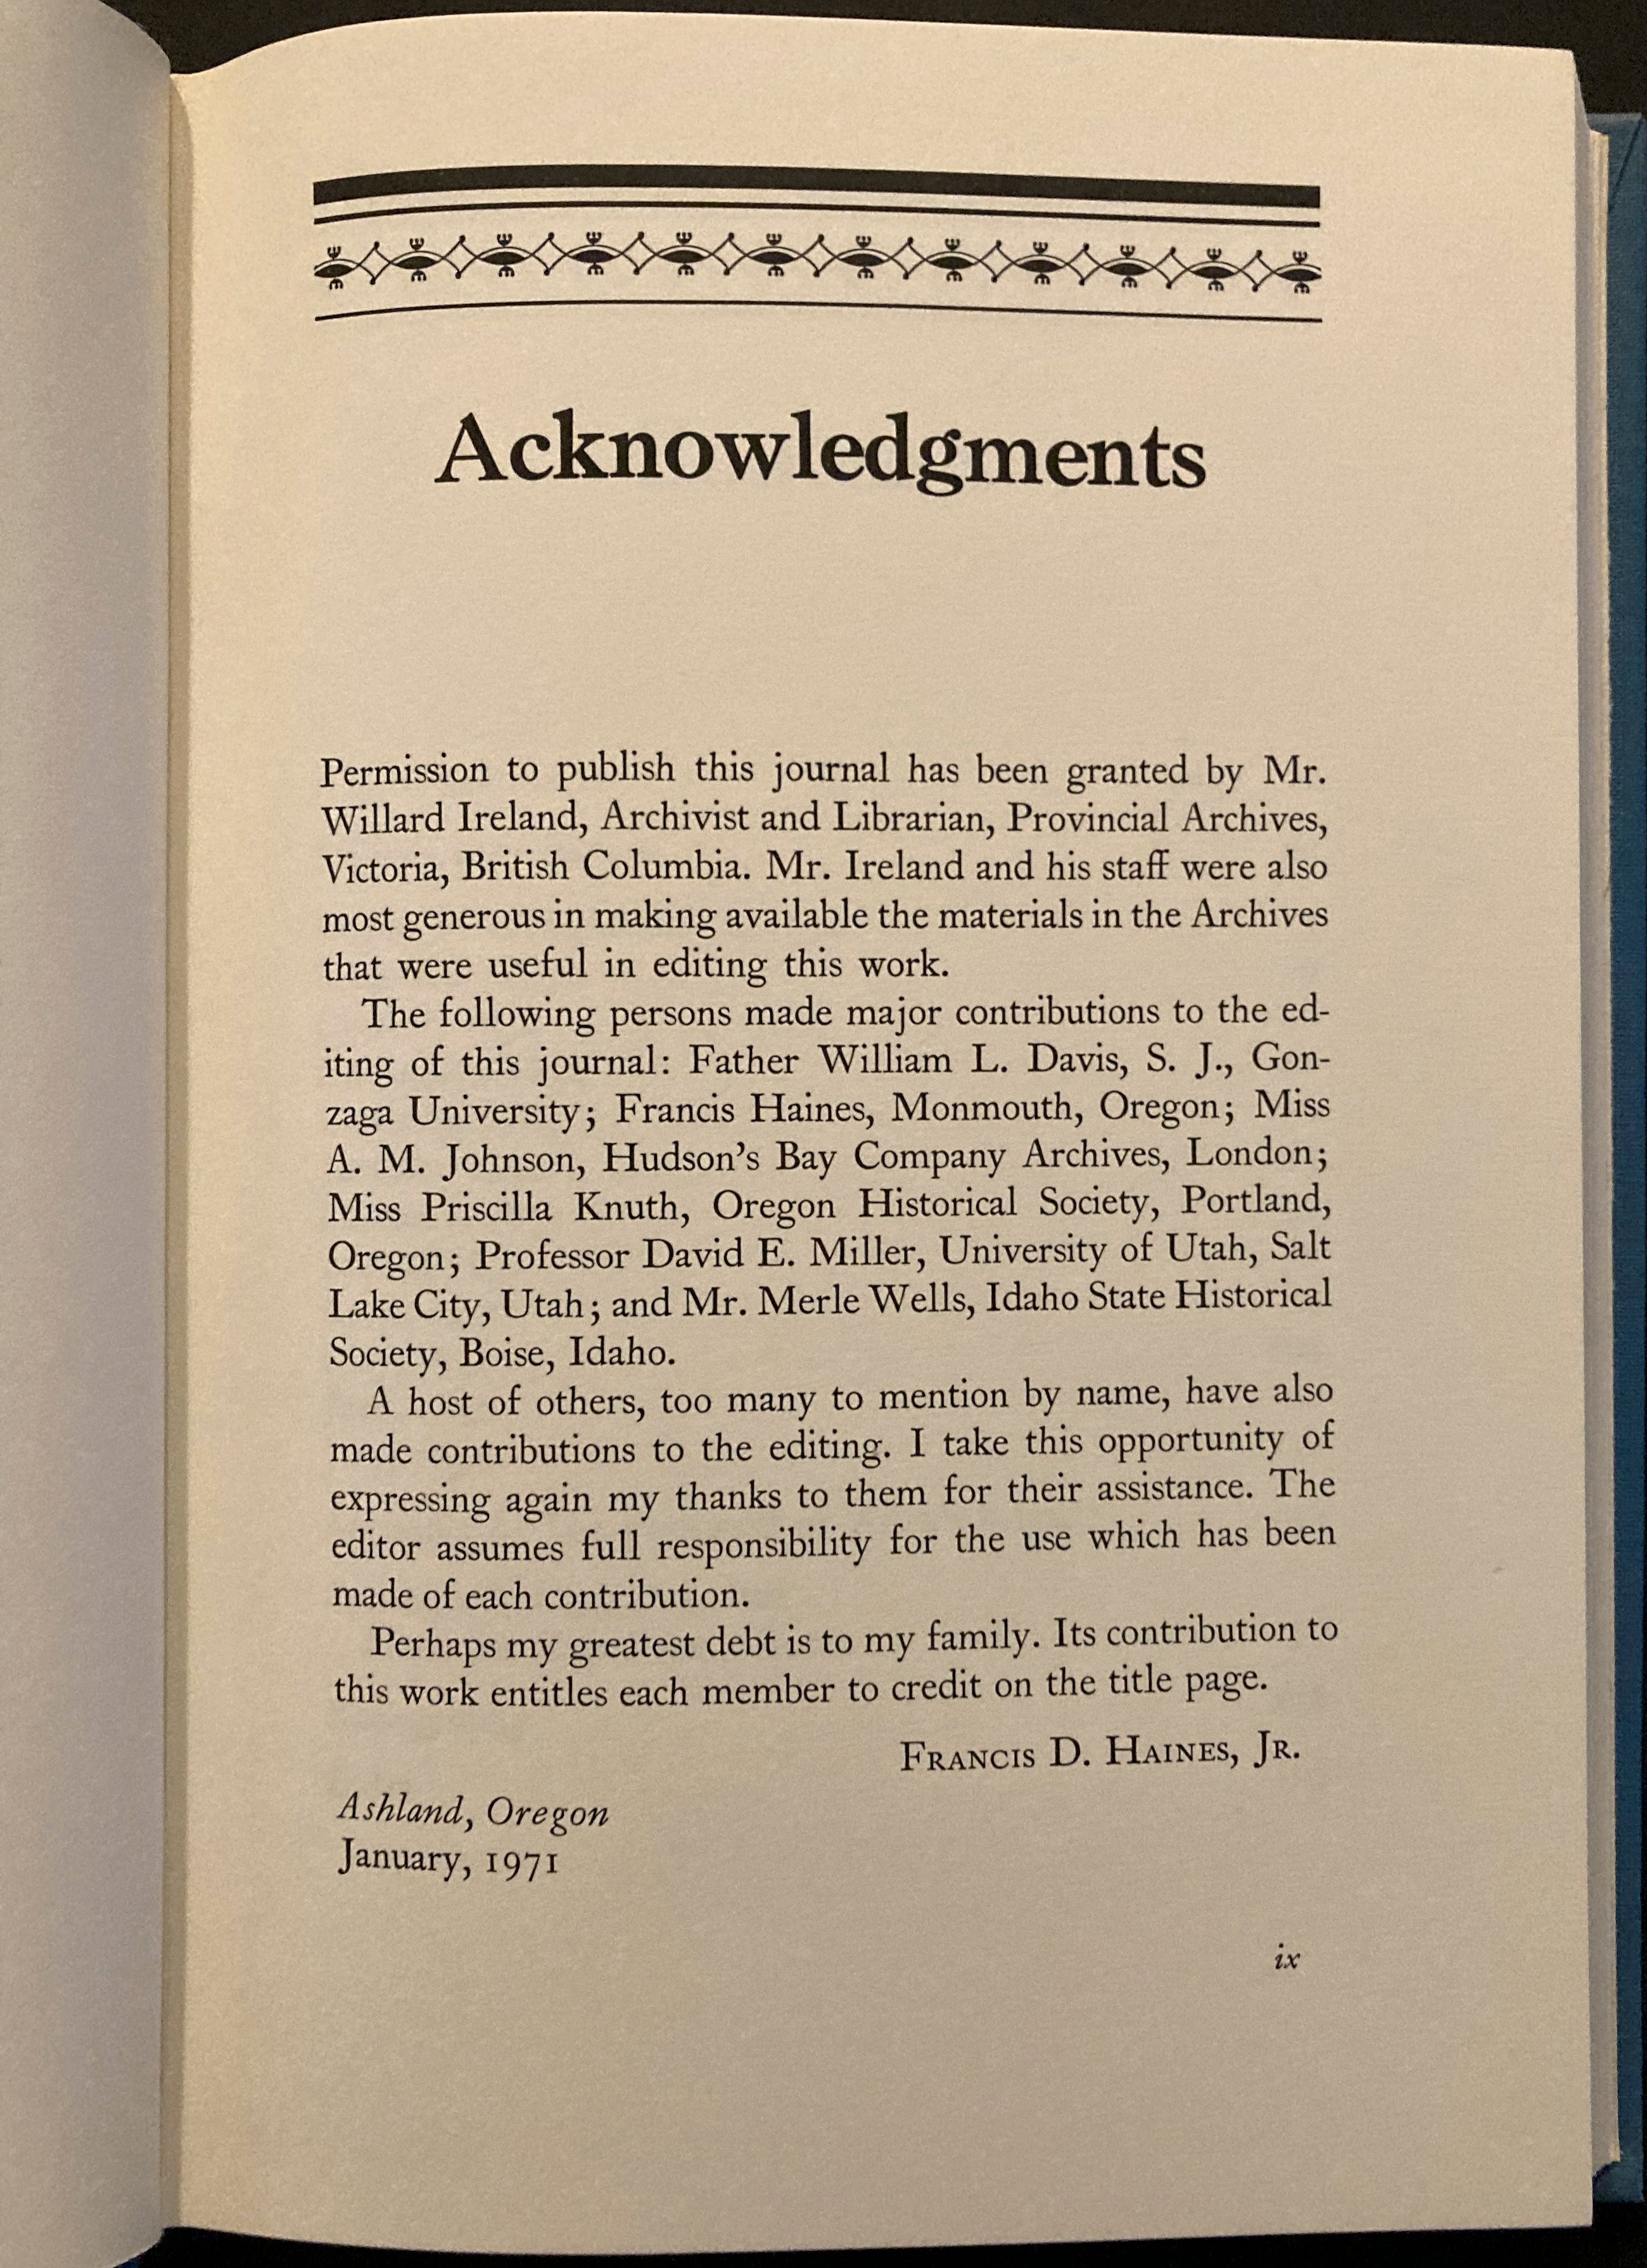 Acknowledgments
Permission to publish this journal has been granted by Mr.
Willard Ireland, Archivist and Librarian, Provincial Archives,
Victoria, British Columbia. Mr. Ireland and his staff were also
most generous in making available the materials in the Archives
that were useful in editing this work.
The following persons made major contributions to the ed-
iting of this journal: Father William L. Davis, S. J., Gon-
zaga University; Francis Haines, Monmouth, Oregon; Miss
A. M. Johnson, Hudson's Bay Company Archives, London;
Miss Priscilla Knuth, Oregon Historical Society, Portland,
Oregon; Professor David E. Miller, University of Utah, Salt
Lake City, Utah; and Mr. Merle Wells, Idaho State Historical
Society, Boise, Idaho.
A host of others, too many to mention by name, have also
made contributions to the editing. I take this opportunity of
expressing again my thanks to them for their assistance. The
editor assumes full responsibility for the use which has been
made of each contribution.
Perhaps my greatest debt is to my family. Its contribution to
this work entitles each member to credit on the title page.
Francis D. Haines, Jr.
Ashland, Oregon
January, 1971
ix